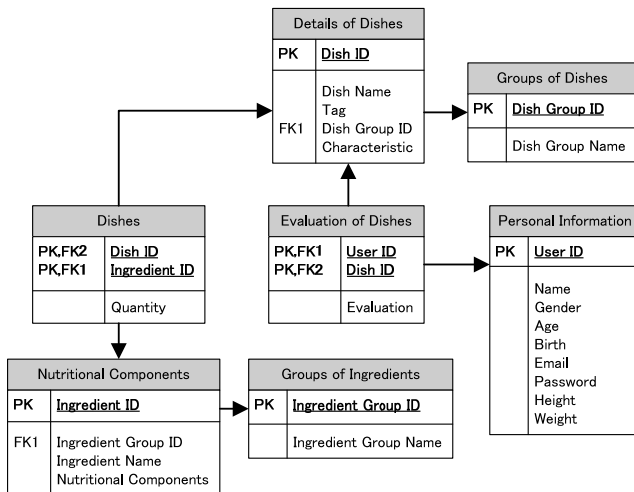 Details of Dishes
PK Dish ID
Dish Name
Tag
FK1 Dish Group ID
Characteristic
Groups of Dishes
PK Dish Group ID
Dish Group Name
Dishes
PK,FK2 Dish ID
PK,FK1 Ingredient ID
Quantity
Evaluation of Dishes
PK,FK1 User ID
PK,FK2 Dish ID
Evaluation
Personal Information
PK User ID
Name
Gender
Age
Birth
Email
Password
Height
Weight
Nutritional Components
PK Ingredient ID
FK1 Ingredient Group ID
Ingredient Name
Nutritional Components
Groups of Ingredients
PK Ingredient Group ID
Ingredient Group Name